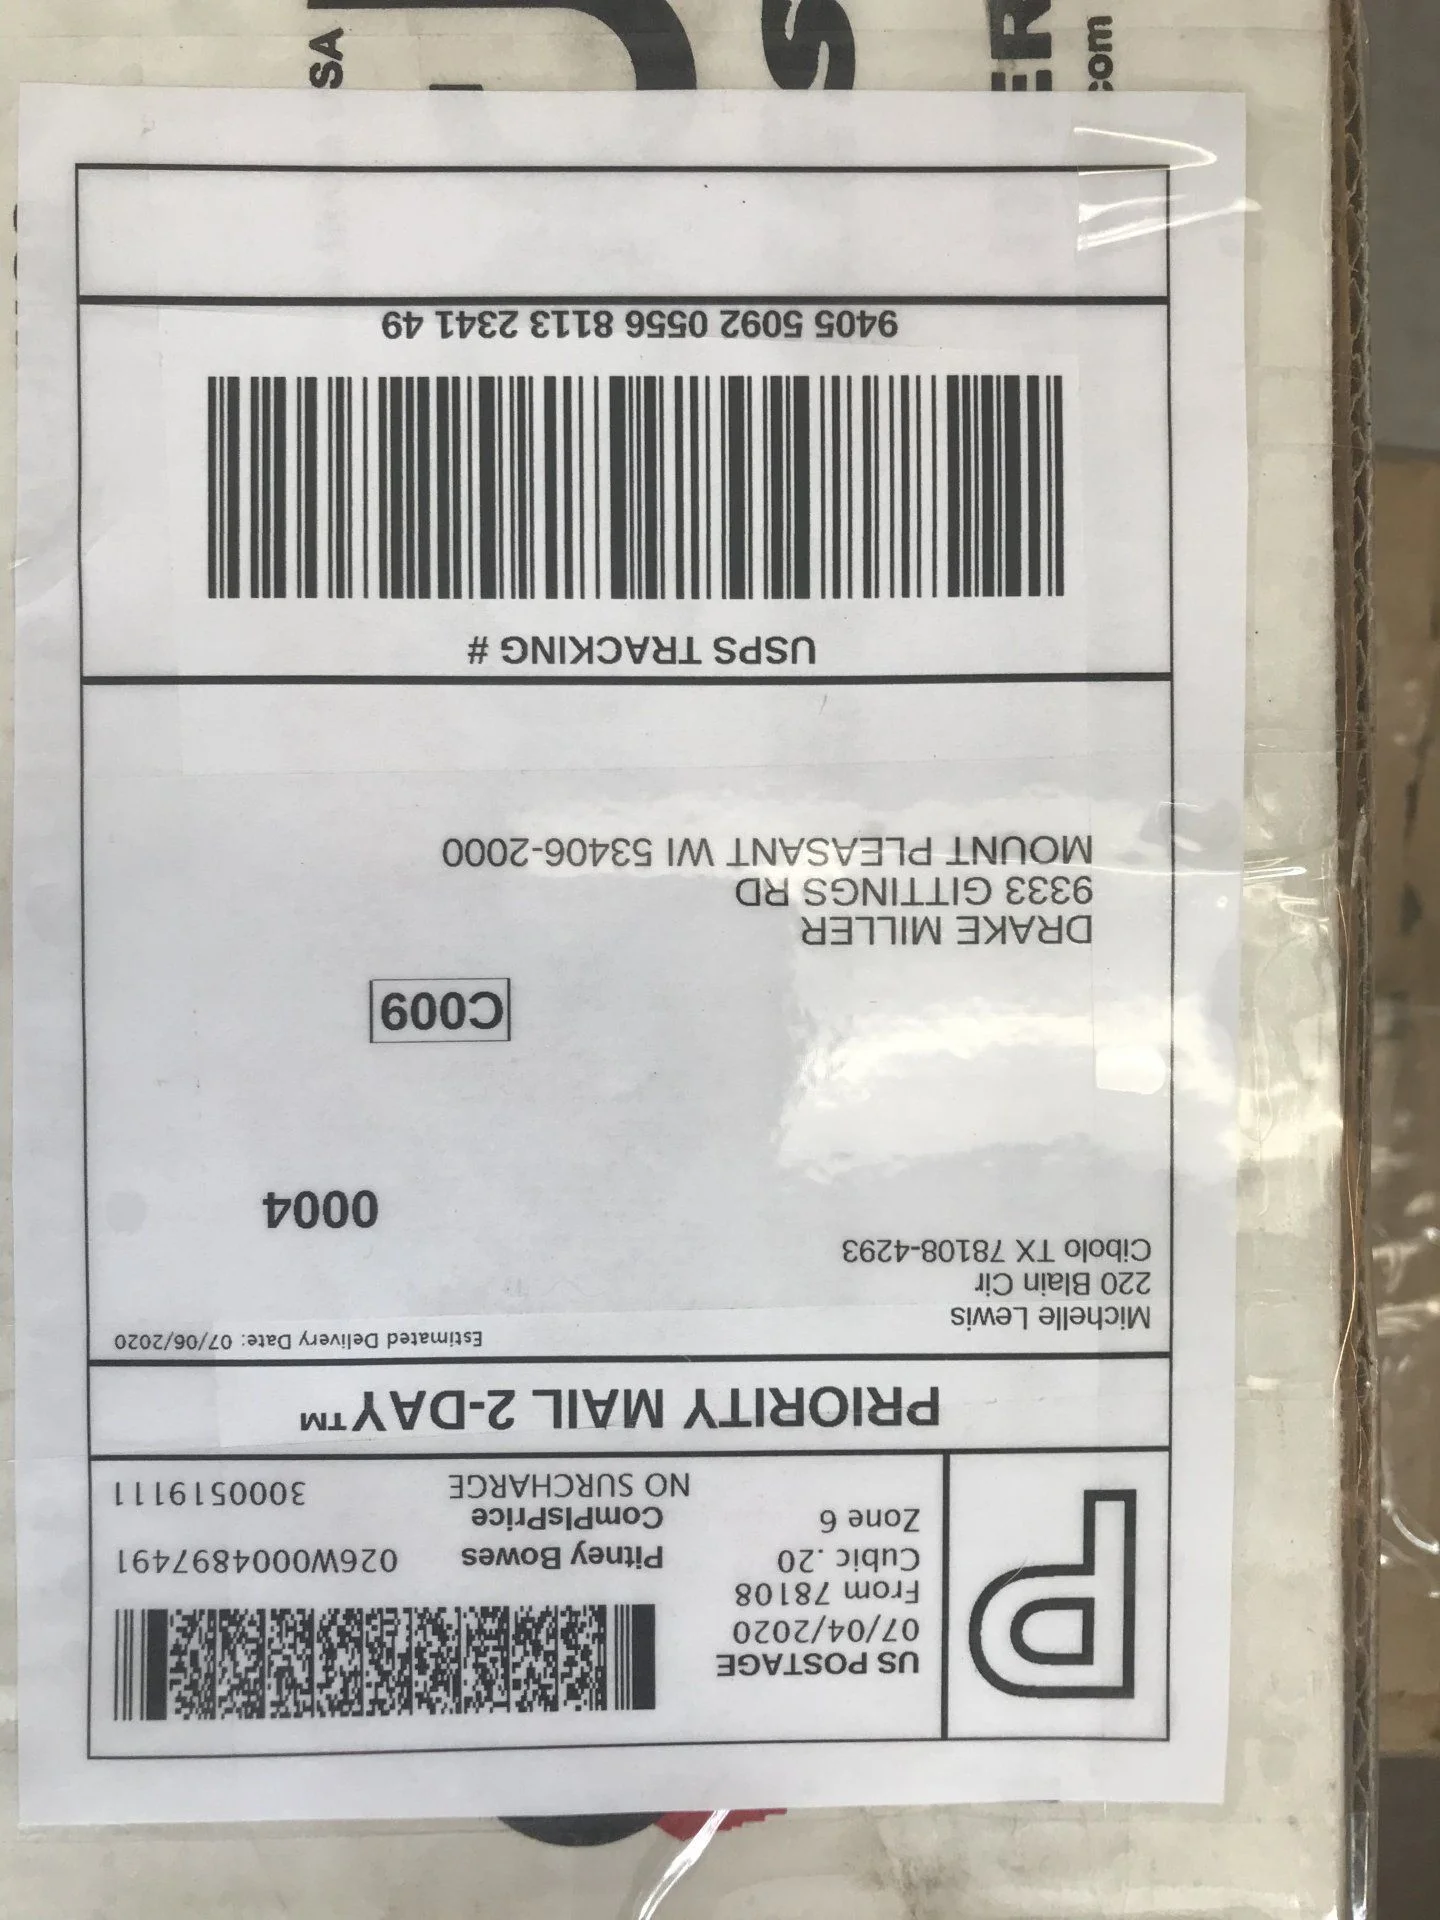 P
US POSTAGE
07/04/2020
From 78108
Cubic .20
Zone 6
Pitney Bowes
ComPlsPrice
NO SURCHARGE
026W0004897491
3000519111
PRIORITY MAIL 2-DAY™
Estimated Delivery Date: 07/06/2020
Michelle Lewis
220 Blain Cir
Cibolo TX 78108-4293
0004
C009
DRAKE MILLER
9333 GITTINGS RD
MOUNT PLEASANT WI 53406-2000
USPS TRACKING #
9405 5092 0556 8113 2341 49